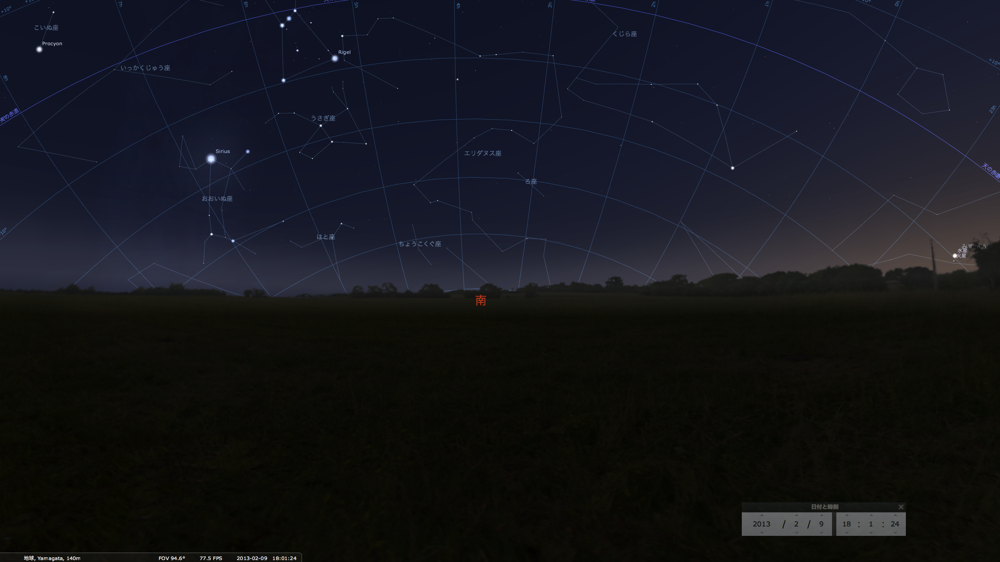 +10°
7h
6h
5h
4h
3h
2h
1h
0h
こいぬ座
Procyon
くじら座
Rigel
+10°
いっかくじゅう座
8h
天の赤道
うさぎ座
23h
Sirius
エリダヌス座
天の赤道
ろ座
おおいぬ座
はと座
ちょうこくぐ座
水星
火星
南
日付と時刻
2013 / 2 / 9 18 : 1 : 24
地球, Yamagata, 140m FOV 94.6° 77.5 FPS 2013-02-09 18:01:24